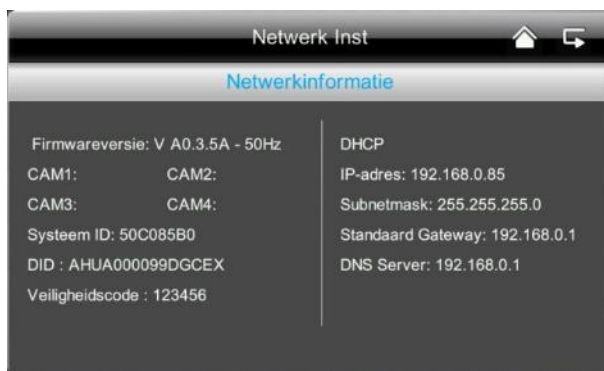 Netwerk Inst
Netwerkinformatie
Firmwareversie: V A0.3.5A - 50Hz
CAM1: CAM2:
CAM3: CAM4:
Systeem ID: 50C085B0
DID : AHUA000099DGCEX
Veiligheidscode : 123456
DHCP
IP-adres: 192.168.0.85
Subnetmask: 255.255.255.0
Standaard Gateway: 192.168.0.1
DNS Server: 192.168.0.1